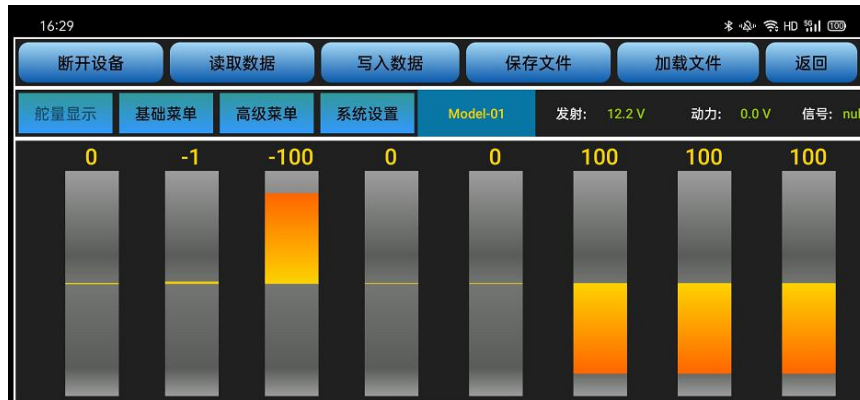 16:29 HD 5G 100
断开设备 读取数据 写入数据 保存文件 加载文件 返回
舵量显示 基础菜单 高级菜单 系统设置 Model-01 发射: 12.2 V 动力: 0.0 V 信号: nul
0 -1 -100 0 0 100 100 100